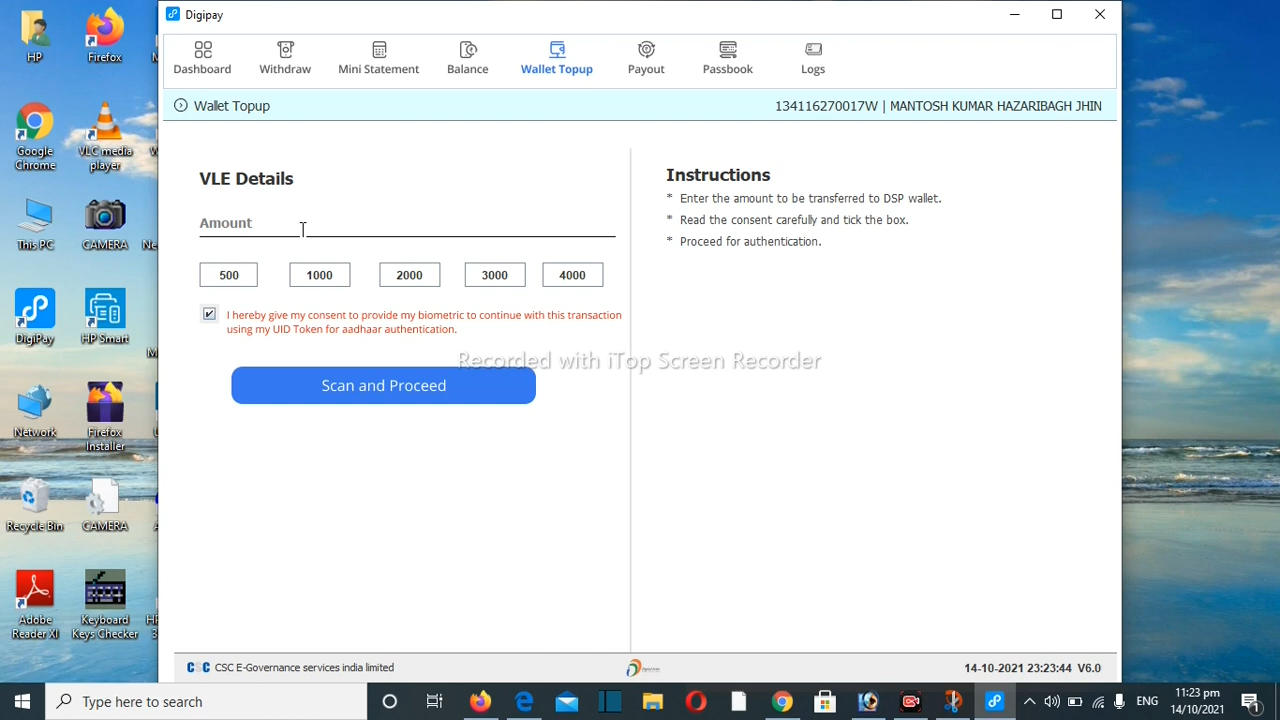 Digipay
Dashboard
Withdraw
Mini Statement
Balance
Wallet Topup
Payout
Passbook
Logs
Wallet Topup
134116270017W | MANTOSH KUMAR HAZARIBAGH JHIN
VLE Details
Amount
500
1000
2000
3000
4000
I hereby give my consent to provide my biometric to continue with this transaction
using my UID Token for aadhaar authentication.
Scan and Proceed
Instructions
* Enter the amount to be transferred to DSP wallet.
* Read the consent carefully and tick the box.
* Proceed for authentication.
Recorded with iTop Screen Recorder
CSC CSC E-Governance services india limited
14-10-2021 23:23:44 V6.0
HP
Firefox
Google
Chrome
VLC media
player
This PC
CAMERA
DigiPay
HP Smart
Network
Firefox
Installer
Recycle Bin
CAMERA
Adobe
Reader XI
Keyboard
Keys Checker
Type here to search
ENG
11:23 pm
14/10/2021
1